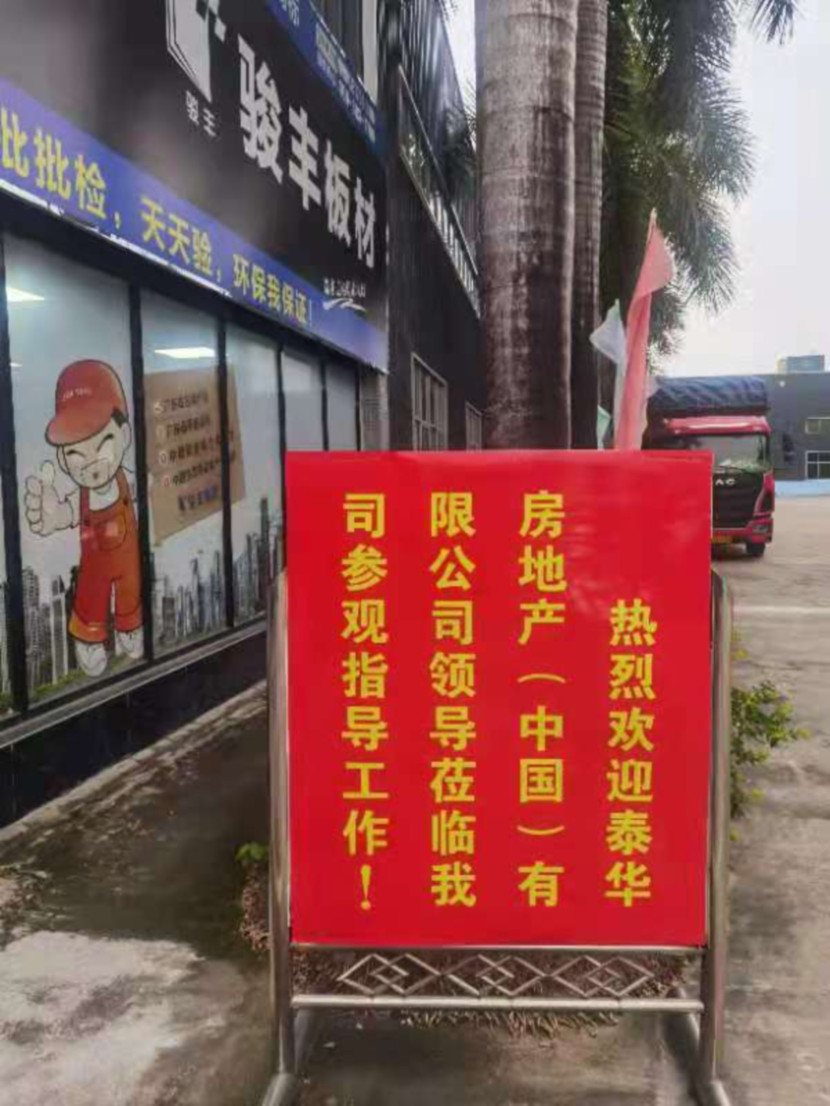 骏丰
骏丰板材
批批检，天天验，环保我保证！
热烈欢迎泰华
房地产（中国）有
限公司领导莅临我
司参观指导工作！